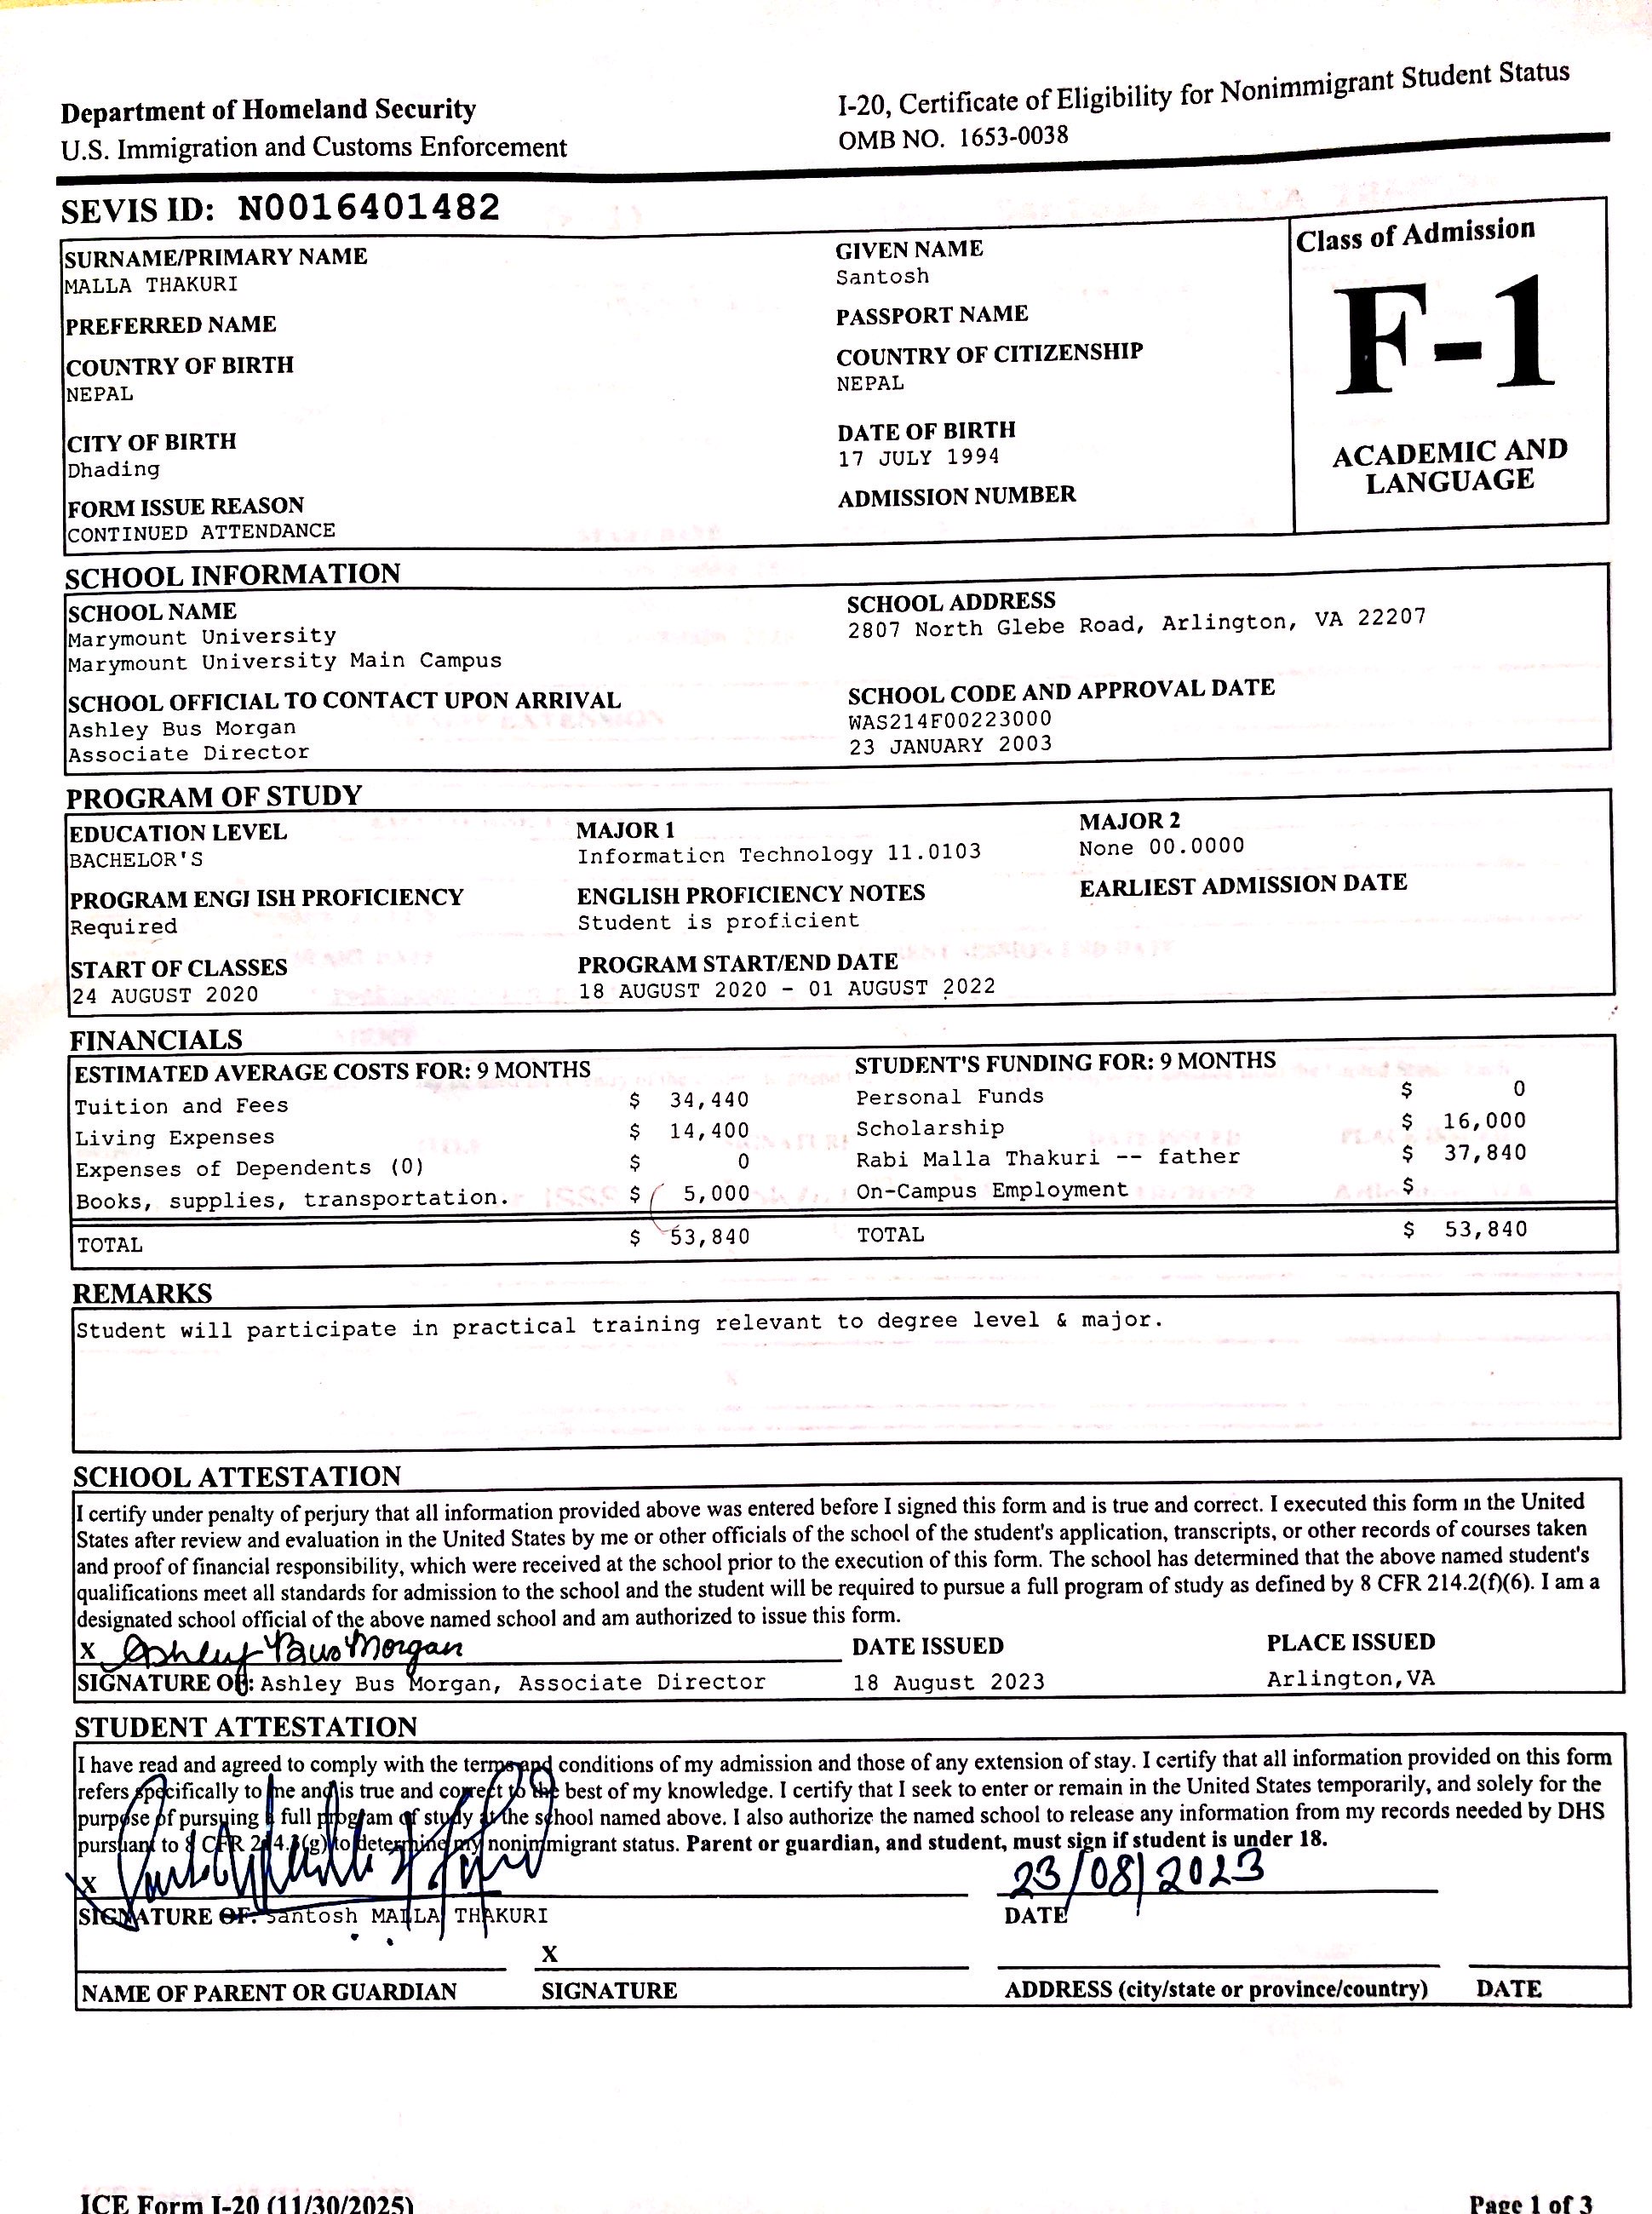 Department of Homeland Security
U.S. Immigration and Customs Enforcement
I-20, Certificate of Eligibility for Nonimmigrant Student Status
OMB NO. 1653-0038
SEVIS ID: N0016401482
SURNAME/PRIMARY NAME
MALLA THAKURI
GIVEN NAME
Santosh
PREFERRED NAME
PASSPORT NAME
COUNTRY OF BIRTH
NEPAL
COUNTRY OF CITIZENSHIP
NEPAL
CITY OF BIRTH
Dhading
DATE OF BIRTH
17 JULY 1994
FORM ISSUE REASON
CONTINUED ATTENDANCE
ADMISSION NUMBER
Class of Admission
F-1
ACADEMIC AND
LANGUAGE
SCHOOL INFORMATION
SCHOOL NAME
Marymount University
Marymount University Main Campus
SCHOOL ADDRESS
2807 North Glebe Road, Arlington, VA 22207
SCHOOL OFFICIAL TO CONTACT UPON ARRIVAL
Ashley Bus Morgan
Associate Director
SCHOOL CODE AND APPROVAL DATE
WAS214F00223000
23 JANUARY 2003
PROGRAM OF STUDY
EDUCATION LEVEL
BACHELOR'S
MAJOR 1
Information Technology 11.0103
MAJOR 2
None 00.0000
PROGRAM ENGLISH PROFICIENCY
Required
ENGLISH PROFICIENCY NOTES
Student is proficient
EARLIEST ADMISSION DATE
START OF CLASSES
24 AUGUST 2020
PROGRAM START/END DATE
18 AUGUST 2020 - 01 AUGUST 2022
FINANCIALS
ESTIMATED AVERAGE COSTS FOR: 9 MONTHS
Tuition and Fees $ 34,440
Living Expenses $ 14,400
Expenses of Dependents (0) $ 0
Books, supplies, transportation. $ 5,000
TOTAL $ 53,840
STUDENT'S FUNDING FOR: 9 MONTHS
Personal Funds $ 0
Scholarship $ 16,000
Rabi Malla Thakuri -- father $ 37,840
On-Campus Employment $
TOTAL $ 53,840
REMARKS
Student will participate in practical training relevant to degree level & major.
SCHOOL ATTESTATION
I certify under penalty of perjury that all information provided above was entered before I signed this form and is true and correct. I executed this form in the United
States after review and evaluation in the United States by me or other officials of the school of the student's application, transcripts, or other records of courses taken
and proof of financial responsibility, which were received at the school prior to the execution of this form. The school has determined that the above named student's
qualifications meet all standards for admission to the school and the student will be required to pursue a full program of study as defined by 8 CFR 214.2(f)(6). I am a
designated school official of the above named school and am authorized to issue this form.
X Ashley Bus Morgan
SIGNATURE OF: Ashley Bus Morgan, Associate Director
DATE ISSUED
18 August 2023
PLACE ISSUED
Arlington,VA
STUDENT ATTESTATION
I have read and agreed to comply with the terms and conditions of my admission and those of any extension of stay. I certify that all information provided on this form
refers specifically to me and is true and correct to the best of my knowledge. I certify that I seek to enter or remain in the United States temporarily, and solely for the
purpose of pursuing a full program of study at the school named above. I also authorize the named school to release any information from my records needed by DHS
pursuant to 8 CFR 214.3(g) to determine my nonimmigrant status. Parent or guardian, and student, must sign if student is under 18.
X
23/08/2023
SIGNATURE OF: Santosh MALLA THAKURI
DATE
X
NAME OF PARENT OR GUARDIAN
SIGNATURE
ADDRESS (city/state or province/country)
DATE
ICE Form I-20 (11/30/2025)
Page 1 of 3